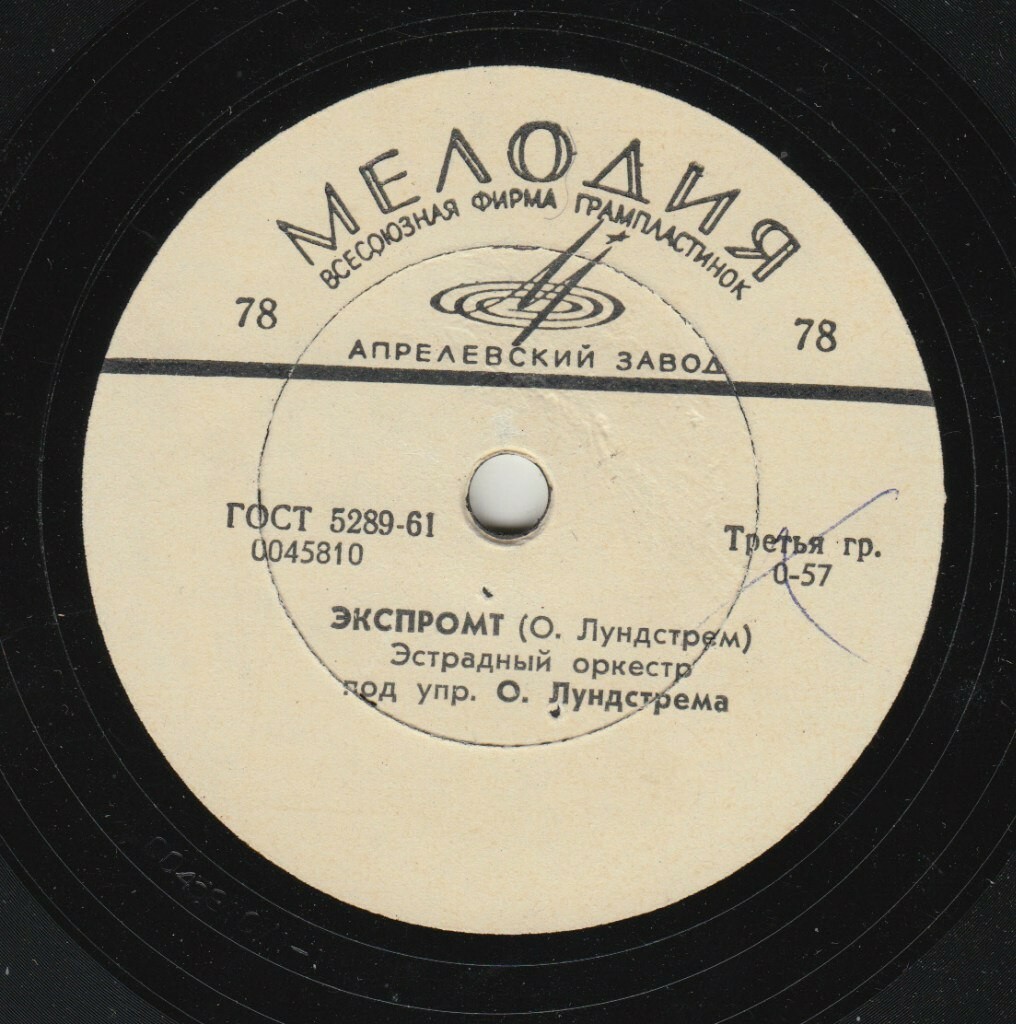 МЕЛОДИЯ
ВСЕСОЮЗНАЯ ФИРМА ГРАМПЛАСТИНОК
78
78
АПРЕЛЕВСКИЙ ЗАВОД
ГОСТ 5289-61
0045810
Третья гр.
0-57
ЭКСПРОМТ (О. Лундстрем)
Эстрадный оркестр
под упр. О. Лундстрема